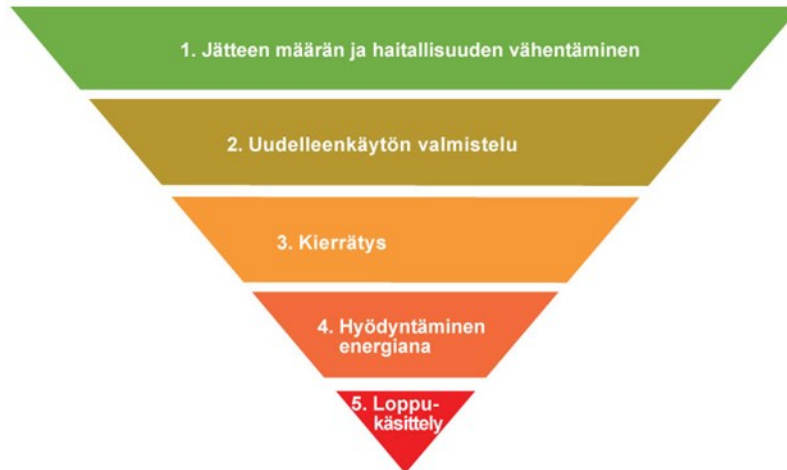 1. Jätteen määrän ja haitallisuuden vähentäminen
2. Uudelleenkäytön valmistelu
3. Kierrätys
4. Hyödyntäminen
energiana
5. Loppu-
käsittely